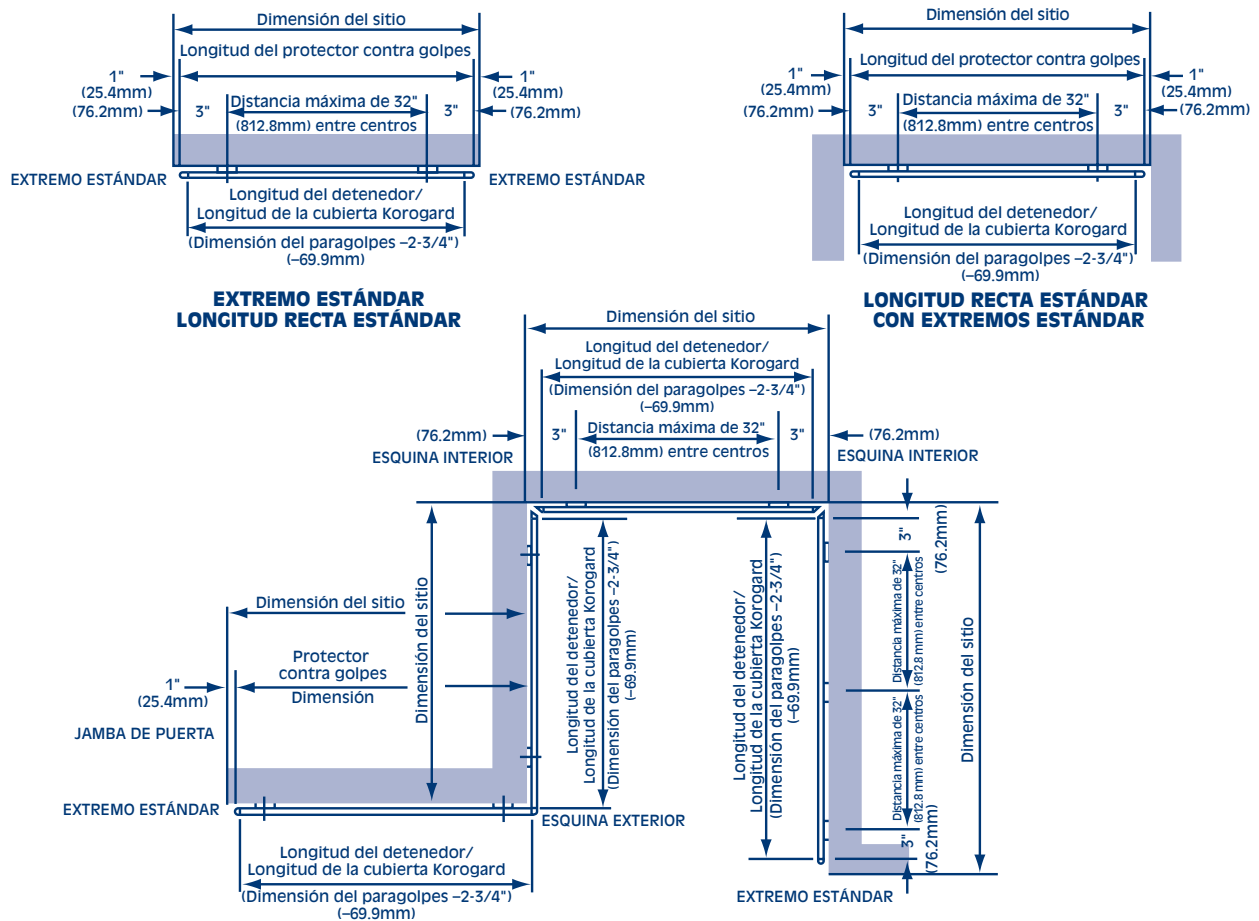 Dimensión del sitio
Longitud del protector contra golpes
1"
(25.4mm)
(76.2mm)
3"
Distancia máxima de 32"
(812.8mm) entre centros
3"
1"
(25.4mm)
(76.2mm)
EXTREMO ESTÁNDAR
EXTREMO ESTÁNDAR
Longitud del detenedor/
Longitud de la cubierta Korogard
(Dimensión del paragolpes –2-3/4")
(–69.9mm)
EXTREMO ESTÁNDAR
LONGITUD RECTA ESTÁNDAR
Dimensión del sitio
Longitud del protector contra golpes
1"
(25.4mm)
(76.2mm)
3"
Distancia máxima de 32"
(812.8mm) entre centros
3"
1"
(25.4mm)
(76.2mm)
Longitud del detenedor/
Longitud de la cubierta Korogard
(Dimensión del paragolpes –2-3/4")
(–69.9mm)
LONGITUD RECTA ESTÁNDAR
CON EXTREMOS ESTÁNDAR
Dimensión del sitio
Longitud del detenedor/
Longitud de la cubierta Korogard
(Dimensión del paragolpes –2-3/4")
(–69.9mm)
(76.2mm)
3"
Distancia máxima de 32"
(812.8mm) entre centros
3"
(76.2mm)
ESQUINA INTERIOR
ESQUINA INTERIOR
Dimensión del sitio
Protector
contra golpes
Dimensión
1"
(25.4mm)
JAMBA DE PUERTA
EXTREMO ESTÁNDAR
Dimensión del sitio
Longitud del detenedor/
Longitud de la cubierta Korogard
(Dimensión del paragolpes –2-3/4")
(–69.9mm)
ESQUINA EXTERIOR
Longitud del detenedor/
Longitud de la cubierta Korogard
(Dimensión del paragolpes –2-3/4")
(–69.9mm)
Longitud del detenedor/
Longitud de la cubierta Korogard
(Dimensión del paragolpes –2-3/4")
(–69.9mm)
3"
(76.2mm)
Distancia máxima de 32"
(812.8 mm) entre centros
Distancia máxima de 32"
(812.8 mm) entre centros
3"
(76.2mm)
Dimensión del sitio
EXTREMO ESTÁNDAR